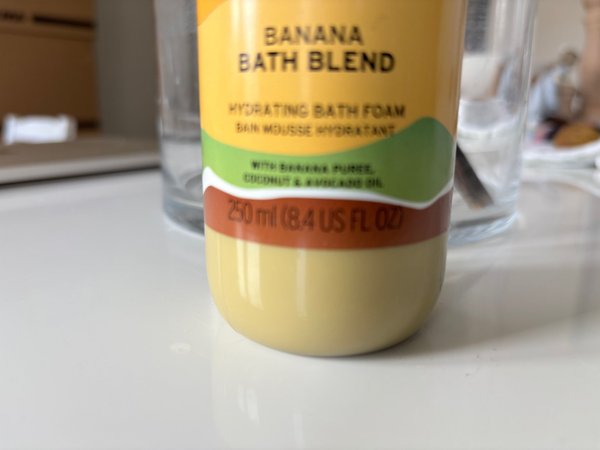 BANANA
BATH BLEND
HYDRATING BATH FOAM
BAN MOUSSE HYDRATANT
WITH BANANA PUREE,
COCONUT & AVOCADO OIL
250 ml (8.4 US FL OZ)